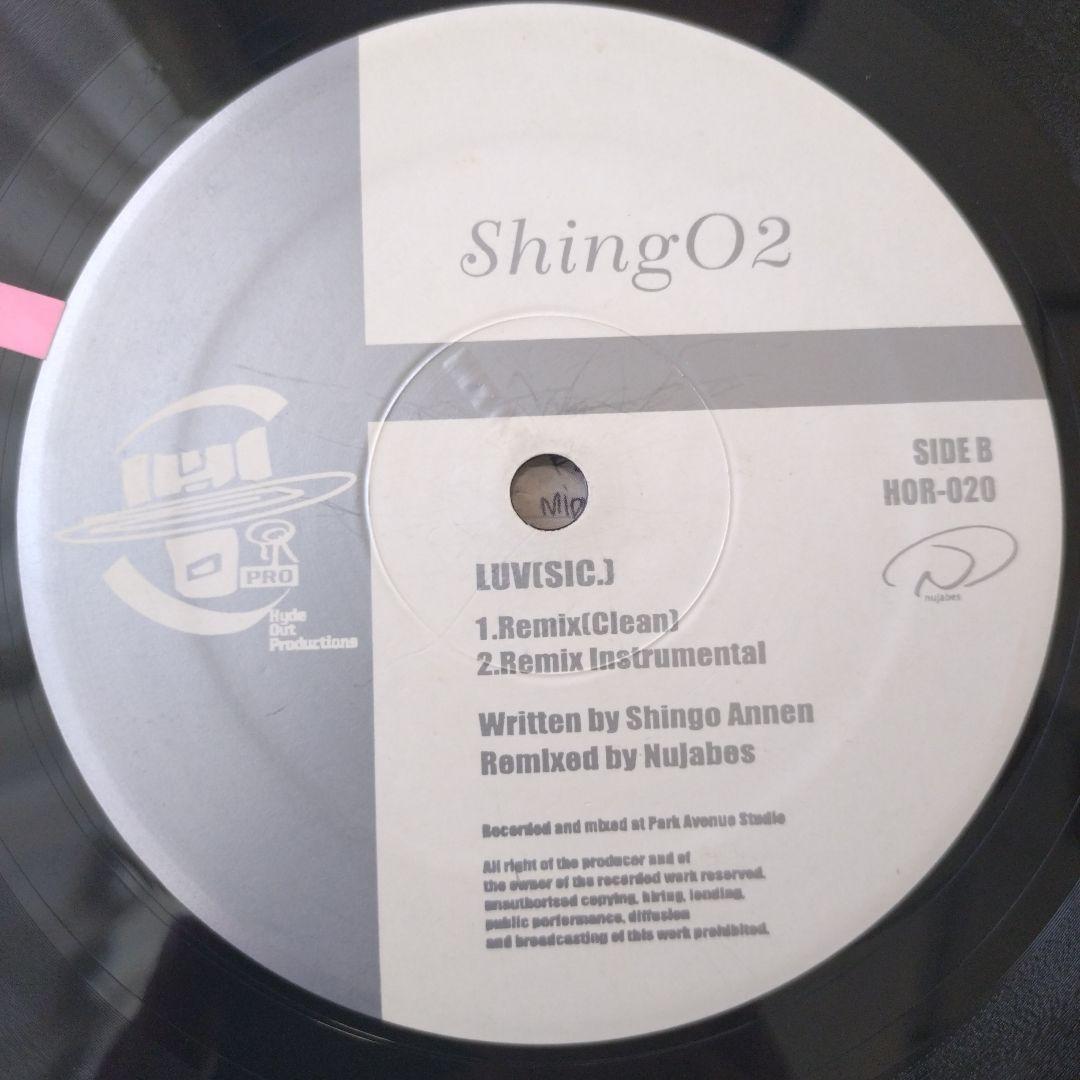 ShingO2
SIDE B
HOR-020
nujabes
PRO
Hyde
Out
Productions
LUV(SIC.)
1.Remix(Clean)
2.Remix Instrumental
Written by Shingo Annen
Remixed by Nujabes
Recorded and mixed at Park Avenue Studio
All right of the producer and of
the owner of the recorded work reserved.
unauthorised copying, hiring, lending,
public performance, diffusion
and broadcasting of this work prohibited.